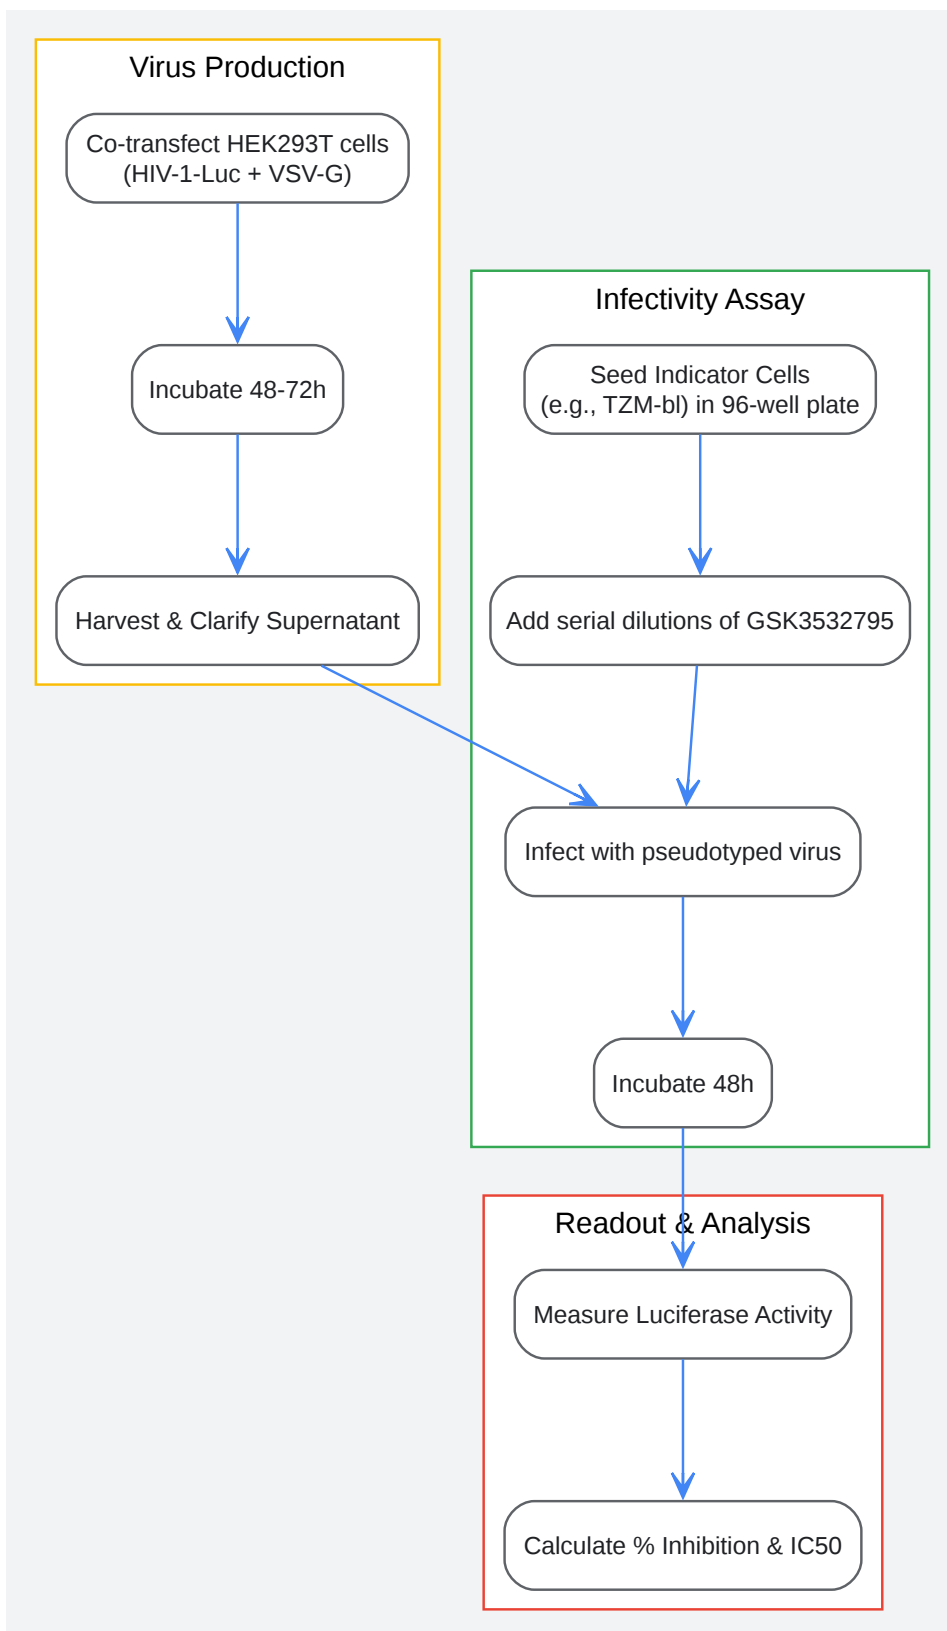 Virus Production
Co-transfect HEK293T cells
(HIV-1-Luc + VSV-G)
Incubate 48-72h
Harvest & Clarify Supernatant
Infectivity Assay
Seed Indicator Cells
(e.g., TZM-bl) in 96-well plate
Add serial dilutions of GSK3532795
Infect with pseudotyped virus
Incubate 48h
Readout & Analysis
Measure Luciferase Activity
Calculate % Inhibition & IC50